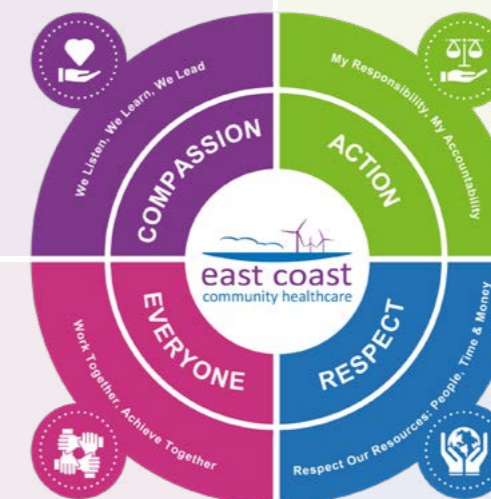 We Listen, We Learn, We Lead
COMPASSION
My Responsibility, My Accountability
ACTION
east coast
community healthcare
EVERYONE
Work Together, Achieve Together
RESPECT
Respect Our Resources: People, Time & Money